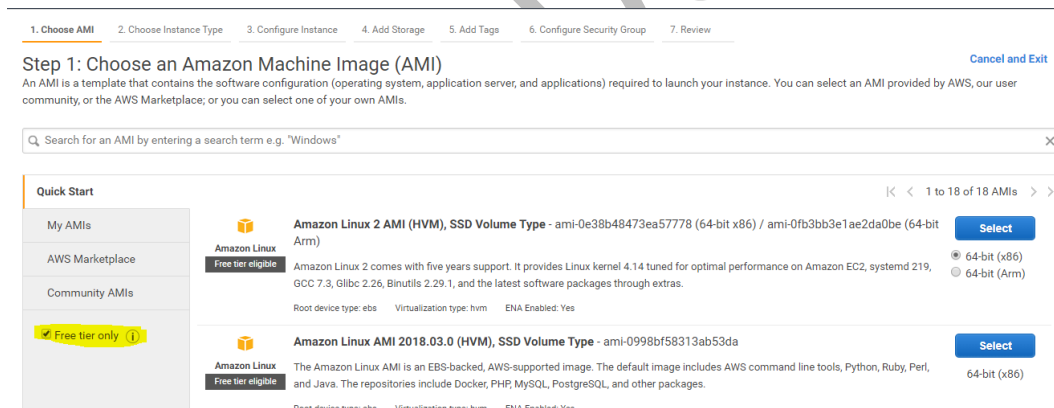 1. Choose AMI 2. Choose Instance Type 3. Configure Instance 4. Add Storage 5. Add Tags 6. Configure Security Group 7. Review
Step 1: Choose an Amazon Machine Image (AMI)
Cancel and Exit
An AMI is a template that contains the software configuration (operating system, application server, and applications) required to launch your instance. You can select an AMI provided by AWS, our user
community, or the AWS Marketplace; or you can select one of your own AMIs.
Search for an AMI by entering a search term e.g. "Windows"
Quick Start
1 to 18 of 18 AMIs
My AMIs
AWS Marketplace
Community AMIs
Free tier only
Amazon Linux
Free tier eligible
Amazon Linux 2 AMI (HVM), SSD Volume Type - ami-0e38b48473ea57778 (64-bit x86) / ami-0fb3bb3e1ae2da0be (64-bit
Arm)
Amazon Linux 2 comes with five years support. It provides Linux kernel 4.14 tuned for optimal performance on Amazon EC2, systemd 219,
GCC 7.3, Glibc 2.26, Binutils 2.29.1, and the latest software packages through extras.
Root device type: ebs Virtualization type: hvm ENA Enabled: Yes
Select
64-bit (x86)
64-bit (Arm)
Amazon Linux
Free tier eligible
Amazon Linux AMI 2018.03.0 (HVM), SSD Volume Type - ami-0998bf58313ab53da
The Amazon Linux AMI is an EBS-backed, AWS-supported image. The default image includes AWS command line tools, Python, Ruby, Perl,
and Java. The repositories include Docker, PHP, MySQL, PostgreSQL, and other packages.
Root device type: ebs Virtualization type: hvm ENA Enabled: Yes
Select
64-bit (x86)